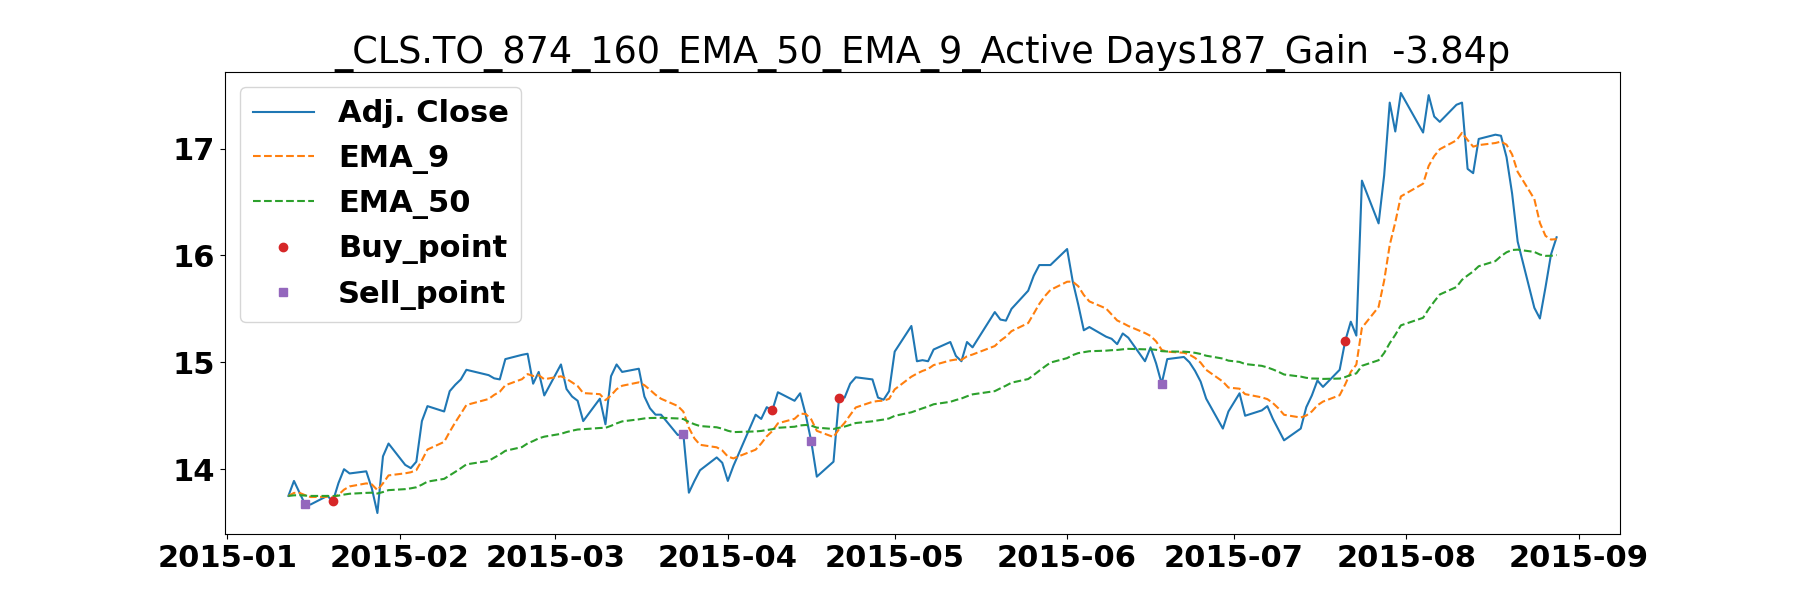 _CLS.TO_874_160_EMA_50_EMA_9_Active Days187_Gain  -3.84p
Adj. Close
EMA_9
EMA_50
Buy_point
Sell_point
17
16
15
14
2015-01 2015-02 2015-03 2015-04 2015-05 2015-06 2015-07 2015-08 2015-09